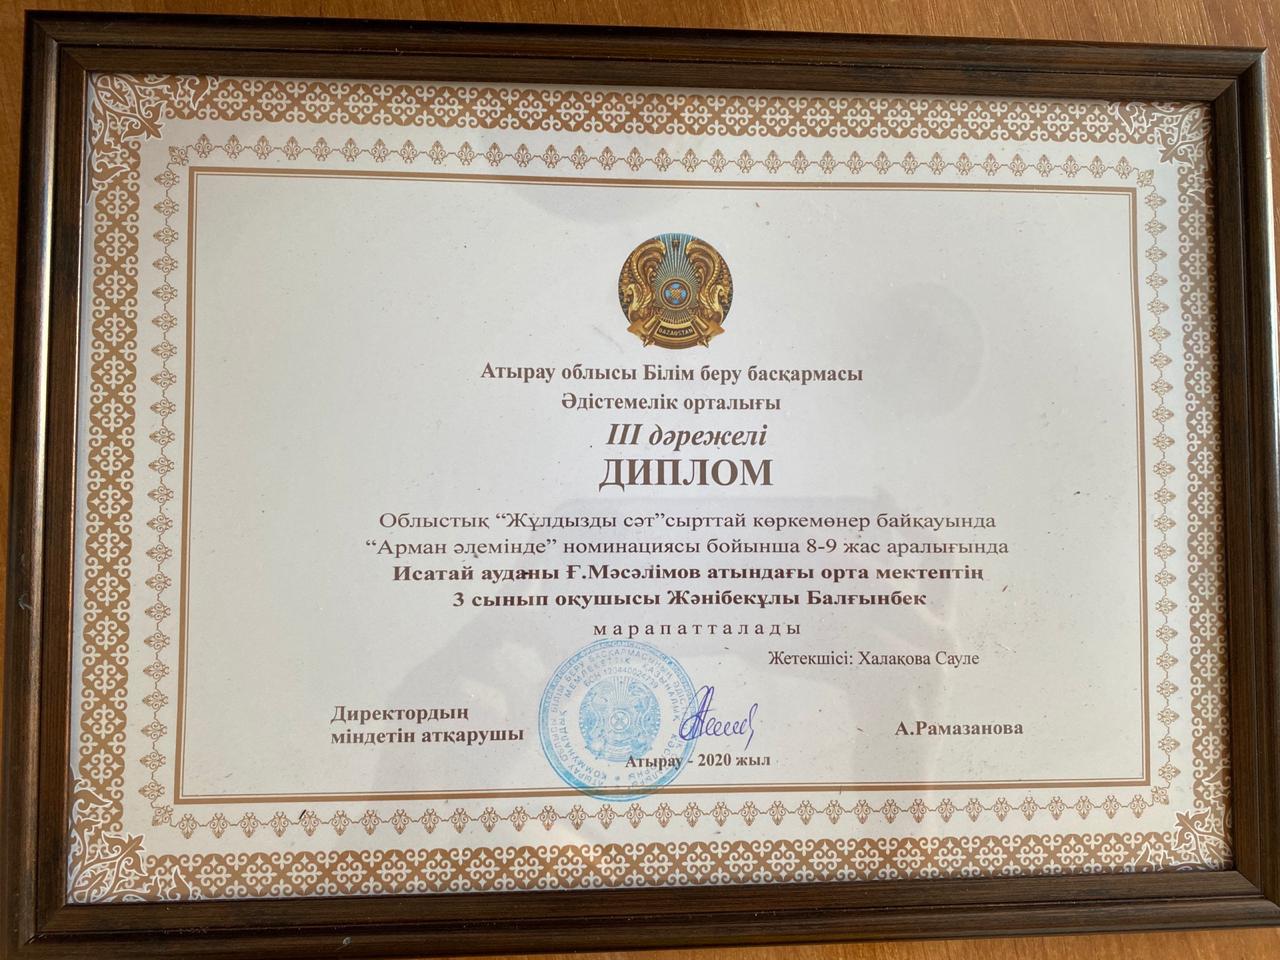 QAZAQSTAN
Атырау облысы Білім беру басқармасы
Әдістемелік орталығы
III дәрежелі
ДИПЛОМ
Облыстық “Жұлдызды сәт”сырттай көркемөнер байқауында
“Арман әлемінде” номинациясы бойынша 8-9 жас аралығында
Исатай ауданы Ғ.Мәсәлімов атындағы орта мектептің
3 сынып оқушысы Жәнібекұлы Балғынбек
марапатталады
Жетекшісі: Халақова Сауле
Директордың
міндетін атқарушы
А.Рамазанова
Атырау - 2020 жыл